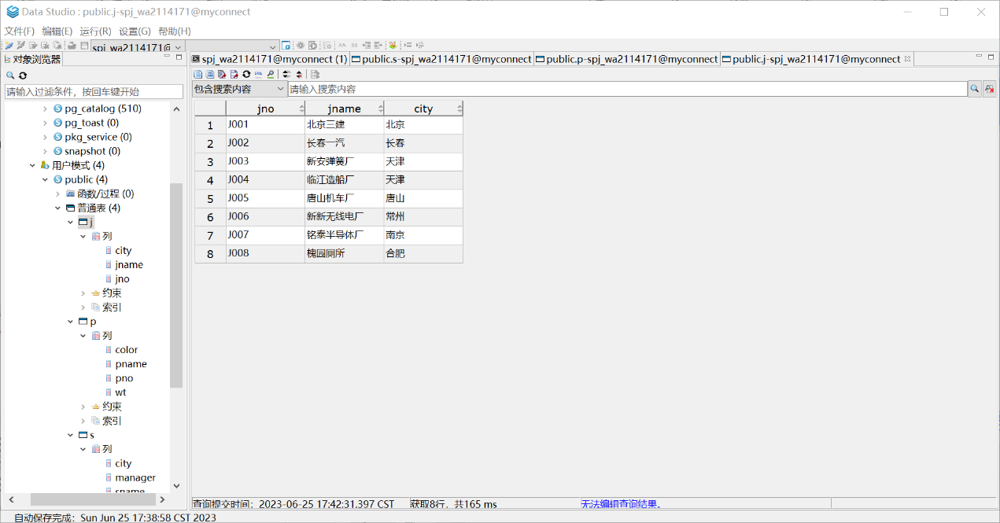 Data Studio : public.j-spj_wa2114171@myconnect
文件(F) 编辑(E) 运行(R) 设置(G) 帮助(H)
spj_wa2114171@
对象浏览器
spj_wa2114171@myconnect (1) public.s-spj_wa2114171@myconnect public.p-spj_wa2114171@myconnect public.j-spj_wa2114171@myconnect
请输入过滤条件，按回车键开始
包含搜索内容 请输入搜索内容
pg_catalog (510)
pg_toast (0)
pkg_service (0)
snapshot (0)
用户模式 (4)
public (4)
函数/过程 (0)
普通表 (4)
j
列
city
jname
jno
约束
索引
p
列
color
pname
pno
wt
约束
索引
s
列
city
manager
sname
jno jname city
1 J001 北京三建 北京
2 J002 长春一汽 长春
3 J003 新安弹簧厂 天津
4 J004 临江造船厂 天津
5 J005 唐山机车厂 唐山
6 J006 新新无线电厂 常州
7 J007 铭泰半导体厂 南京
8 J008 槐园厕所 合肥
查询提交时间：2023-06-25 17:42:31.397 CST 获取8行，共165 ms 无法编辑查询结果。
自动保存完成：Sun Jun 25 17:38:58 CST 2023